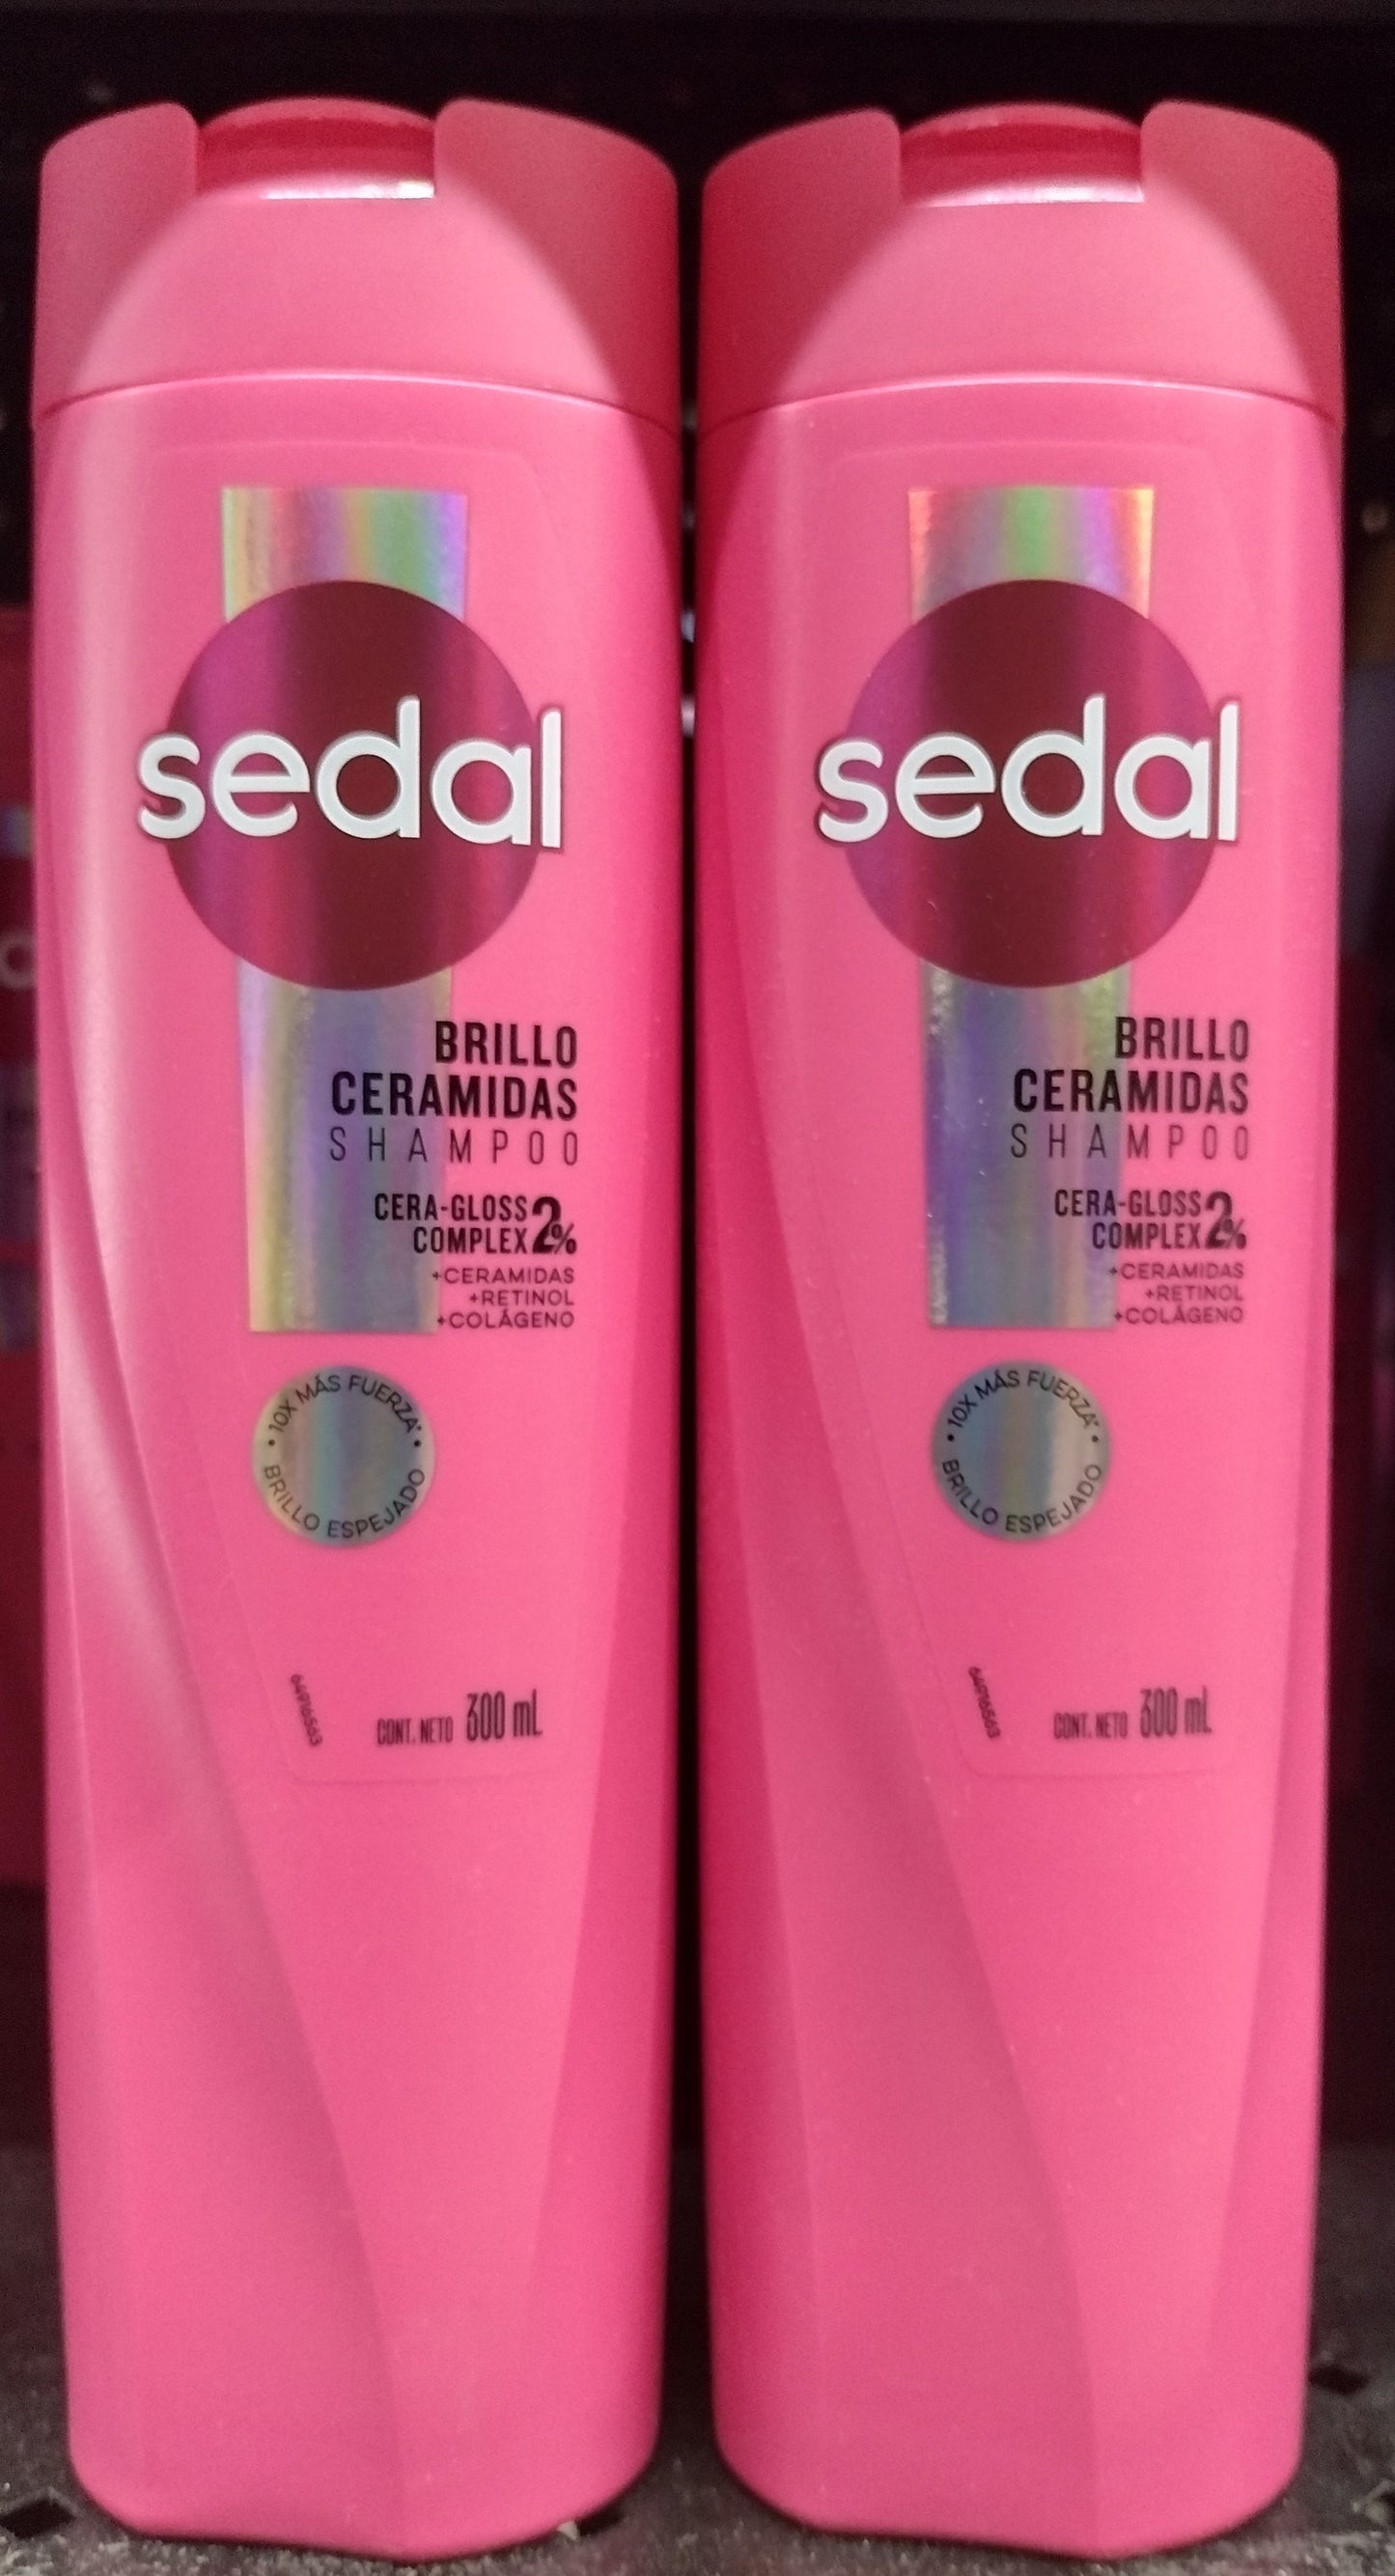 sedal
BRILLO
CERAMIDAS
SHAMPOO
CERA-GLOSS
COMPLEX 2%
+CERAMIDAS
+RETINOL
+COLÁGENO
• 10X MÁS FUERZA* •
BRILLO ESPEJADO
64916563
CONT. NETO 300 mL
sedal
BRILLO
CERAMIDAS
SHAMPOO
CERA-GLOSS
COMPLEX 2%
+CERAMIDAS
+RETINOL
+COLÁGENO
• 10X MÁS FUERZA* •
BRILLO ESPEJADO
64916563
CONT. NETO 300 mL